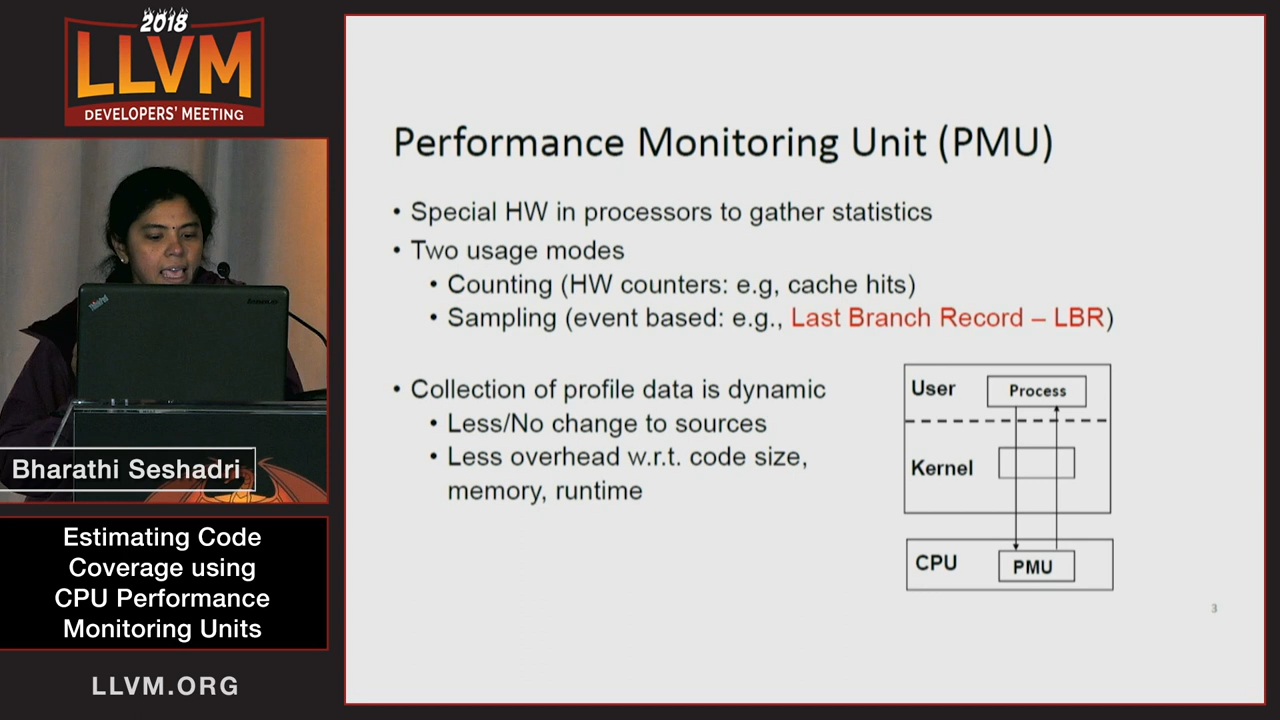 2018
LLVM
DEVELOPERS' MEETING
Bharathi Seshadri
Estimating Code
Coverage using
CPU Performance
Monitoring Units
LLVM.ORG
Performance Monitoring Unit (PMU)
• Special HW in processors to gather statistics
• Two usage modes
• Counting (HW counters: e.g, cache hits)
• Sampling (event based: e.g., Last Branch Record – LBR)
• Collection of profile data is dynamic
• Less/No change to sources
• Less overhead w.r.t. code size,
memory, runtime
User
Process
Kernel
CPU
PMU
3
ThinkPad